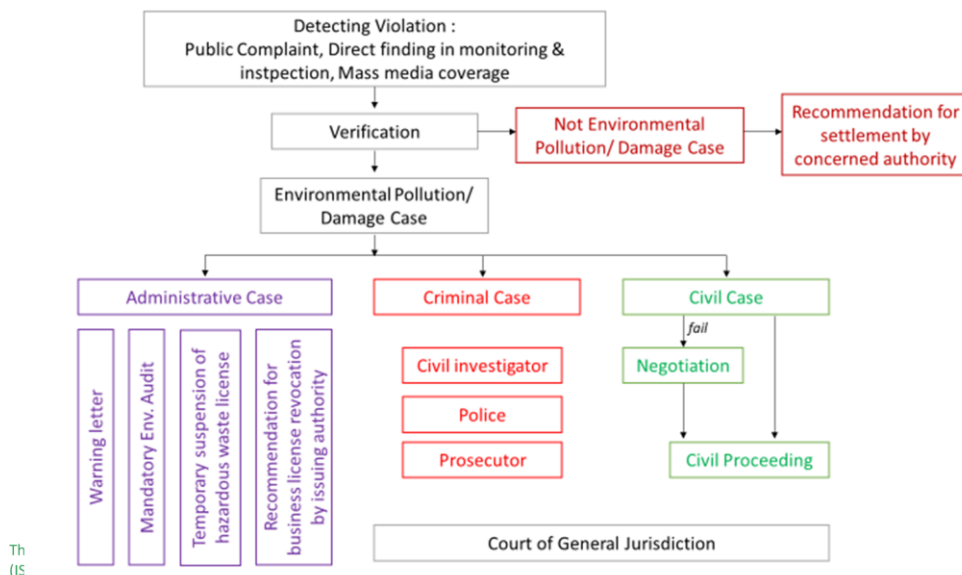 Detecting Violation :
Public Complaint, Direct finding in monitoring &
instpection, Mass media coverage
Verification
Not Environmental
Pollution/ Damage Case
Recommendation for
settlement by
concerned authority
Environmental Pollution/
Damage Case
Administrative Case
Criminal Case
Civil Case
fail
Warning letter
Mandatory Env. Audit
Temporary suspension of
hazardous waste license
Recommendation for
business license revocation
by issuing authority
Civil investigator
Police
Prosecutor
Negotiation
Civil Proceeding
Court of General Jurisdiction
Th
(IS